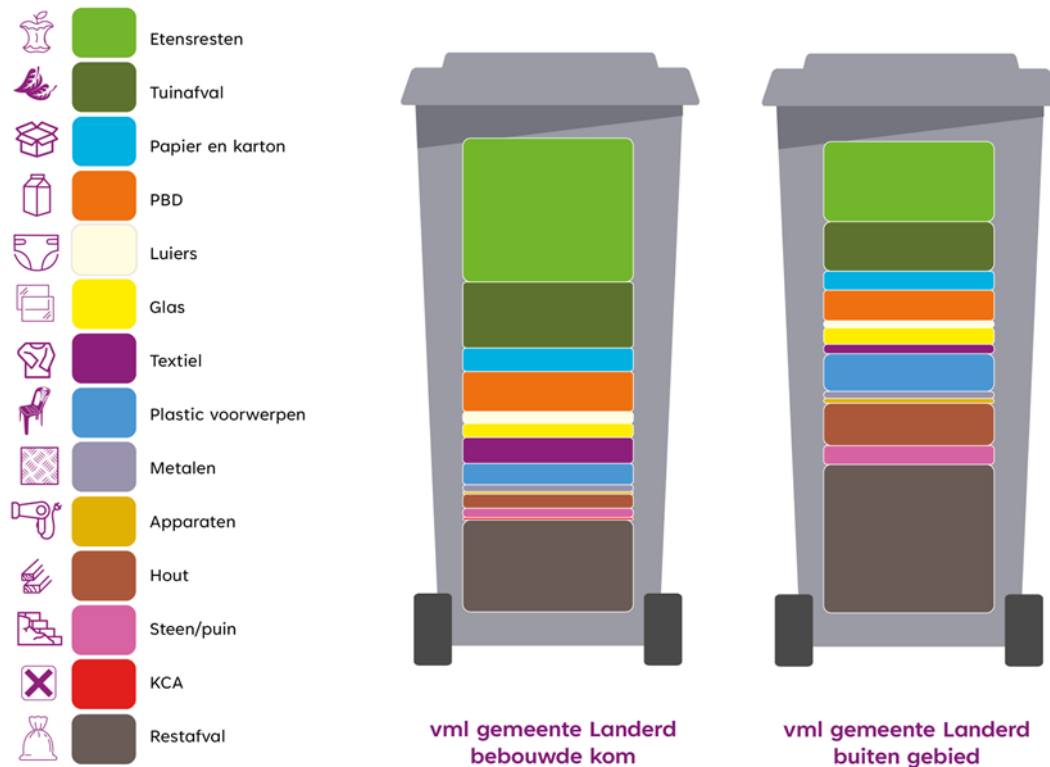 Etensresten
Tuinafval
Papier en karton
PBD
Luiers
Glas
Textiel
Plastic voorwerpen
Metalen
Apparaten
Hout
Steen/puin
KCA
Restafval
vml gemeente Landerd
bebouwde kom
vml gemeente Landerd
buiten gebied